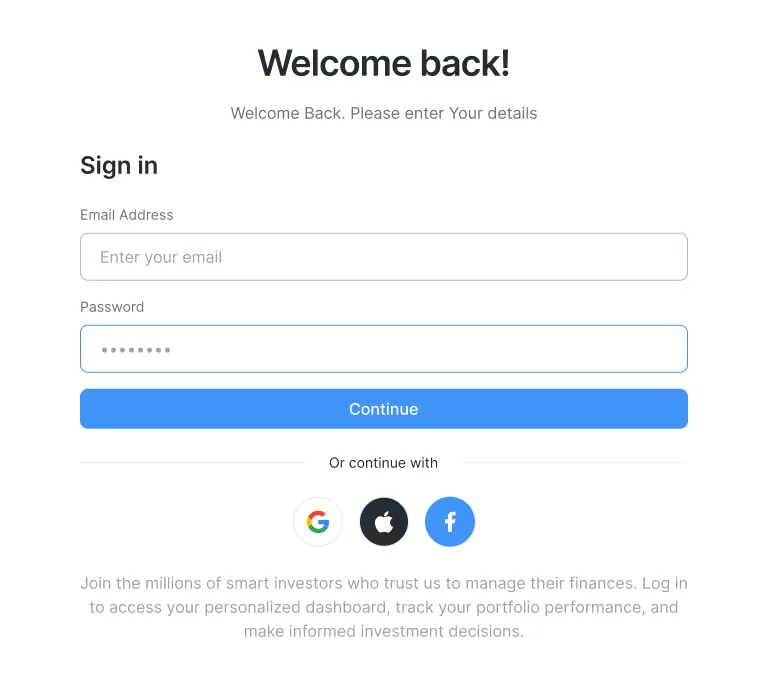 Welcome back!
Welcome Back. Please enter Your details
Sign in
Email Address
Enter your email
Password
••••••••
Continue
Or continue with
Join the millions of smart investors who trust us to manage their finances. Log in
to access your personalized dashboard, track your portfolio performance, and
make informed investment decisions.